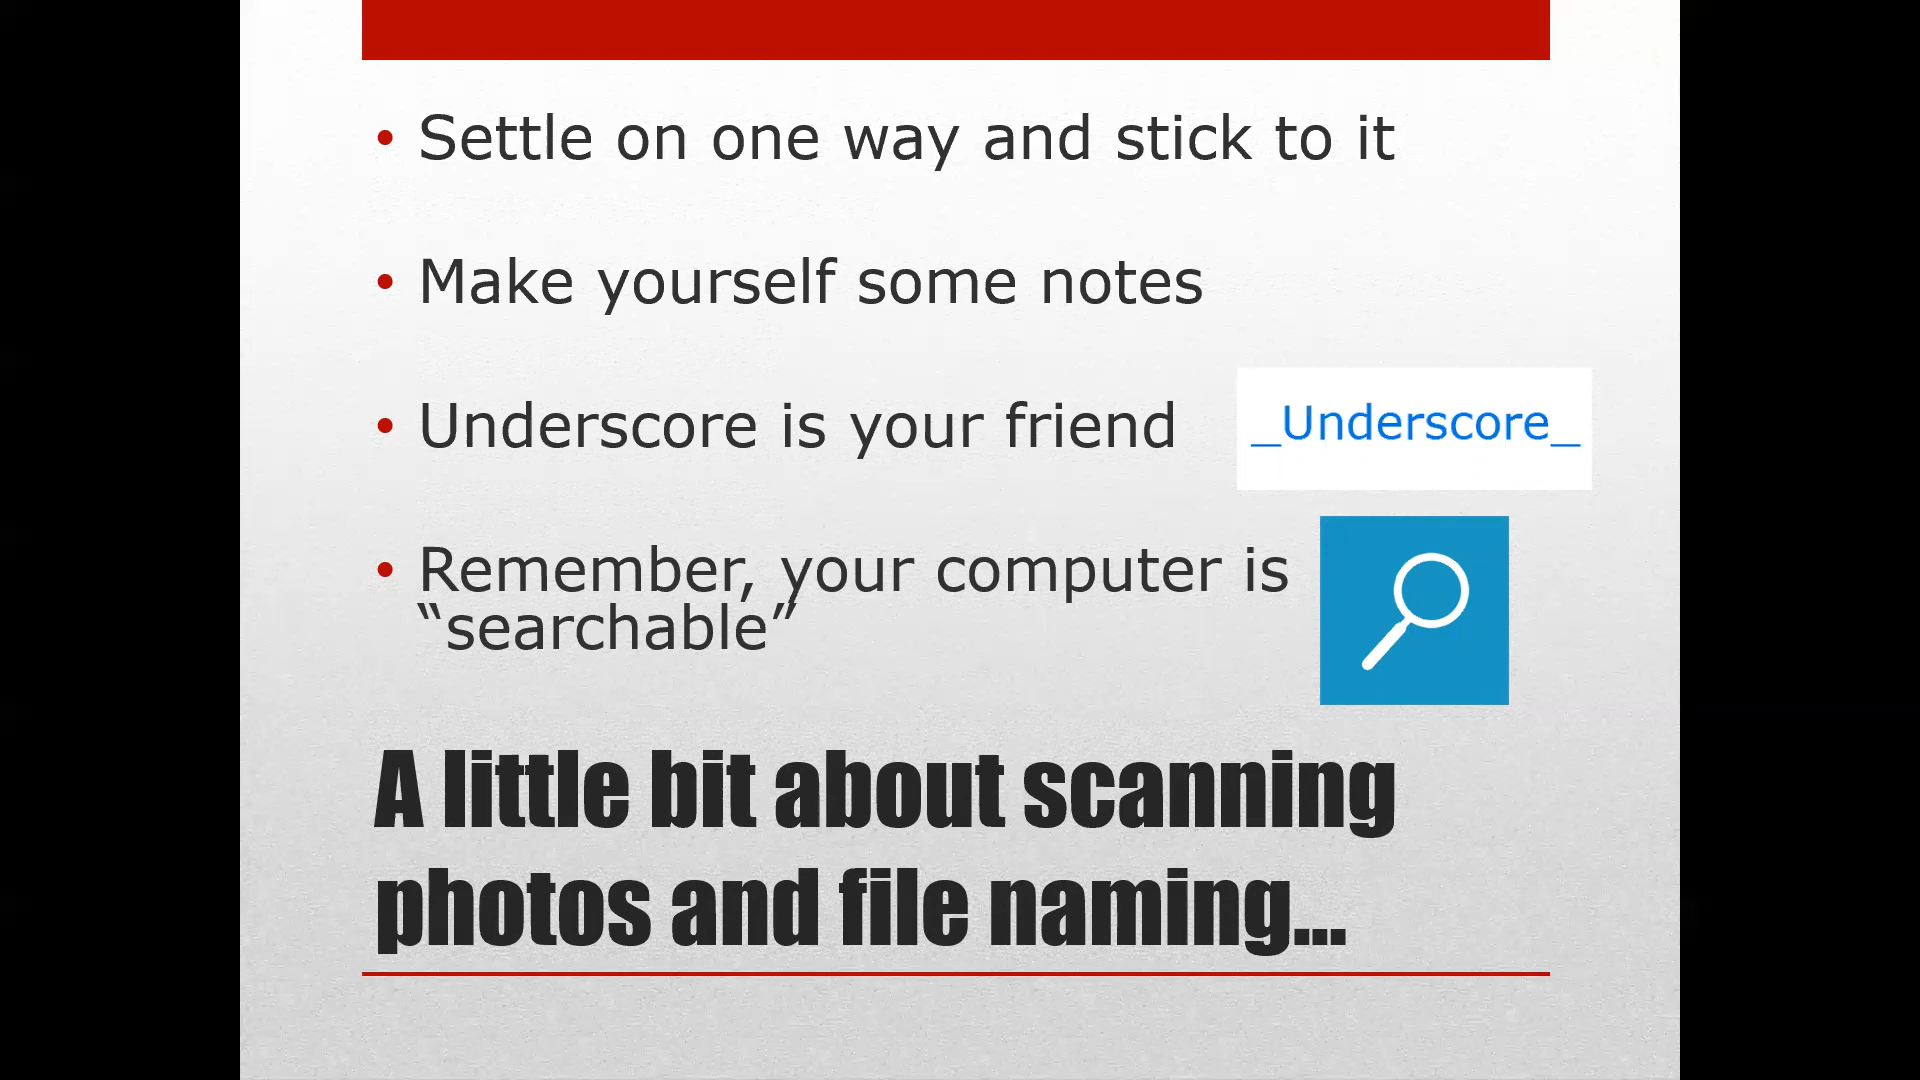 • Settle on one way and stick to it
• Make yourself some notes
• Underscore is your friend
_Underscore_
• Remember, your computer is
“searchable”
A little bit about scanning
photos and file naming...